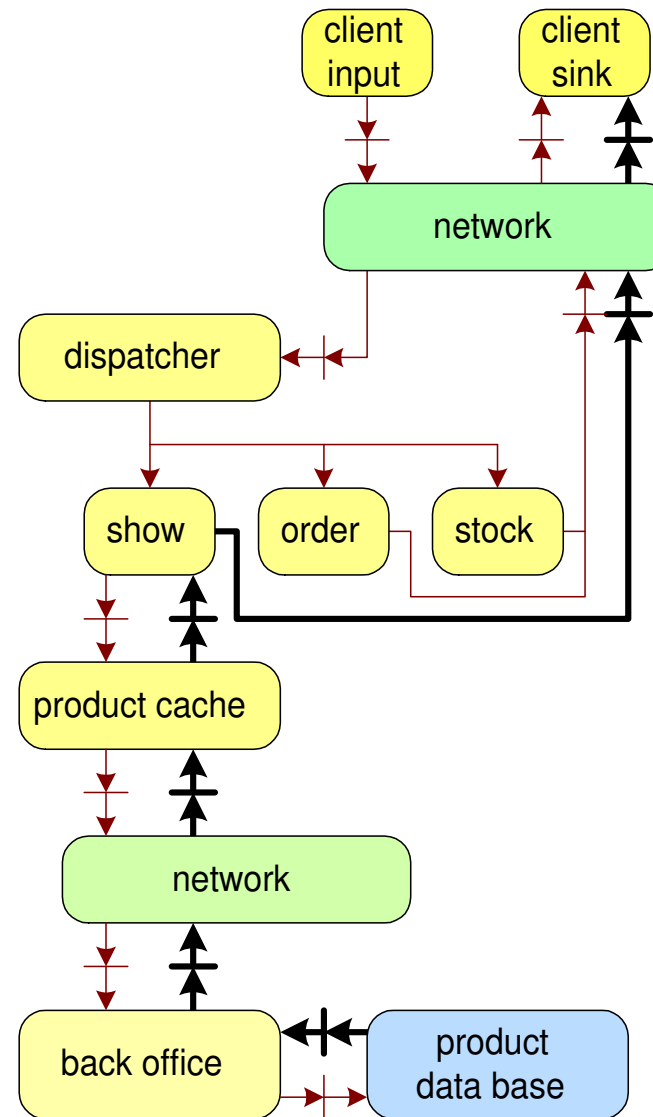 client
input
client
sink
network
dispatcher
show
order
stock
product cache
network
back office
product
data base